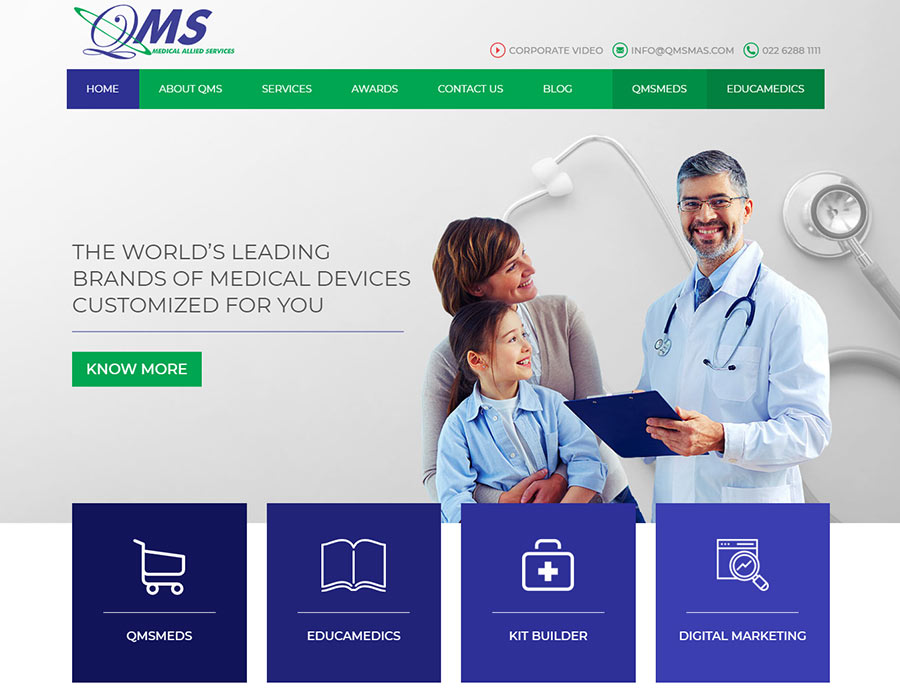 QMS
MEDICAL ALLIED SERVICES
CORPORATE VIDEO INFO@QMSMAS.COM 022 6288 1111
HOME ABOUT QMS SERVICES AWARDS CONTACT US BLOG QMSMEDS EDUCAMEDICS
THE WORLD’S LEADING
BRANDS OF MEDICAL DEVICES
CUSTOMIZED FOR YOU
KNOW MORE
QMSMEDS EDUCAMEDICS KIT BUILDER DIGITAL MARKETING